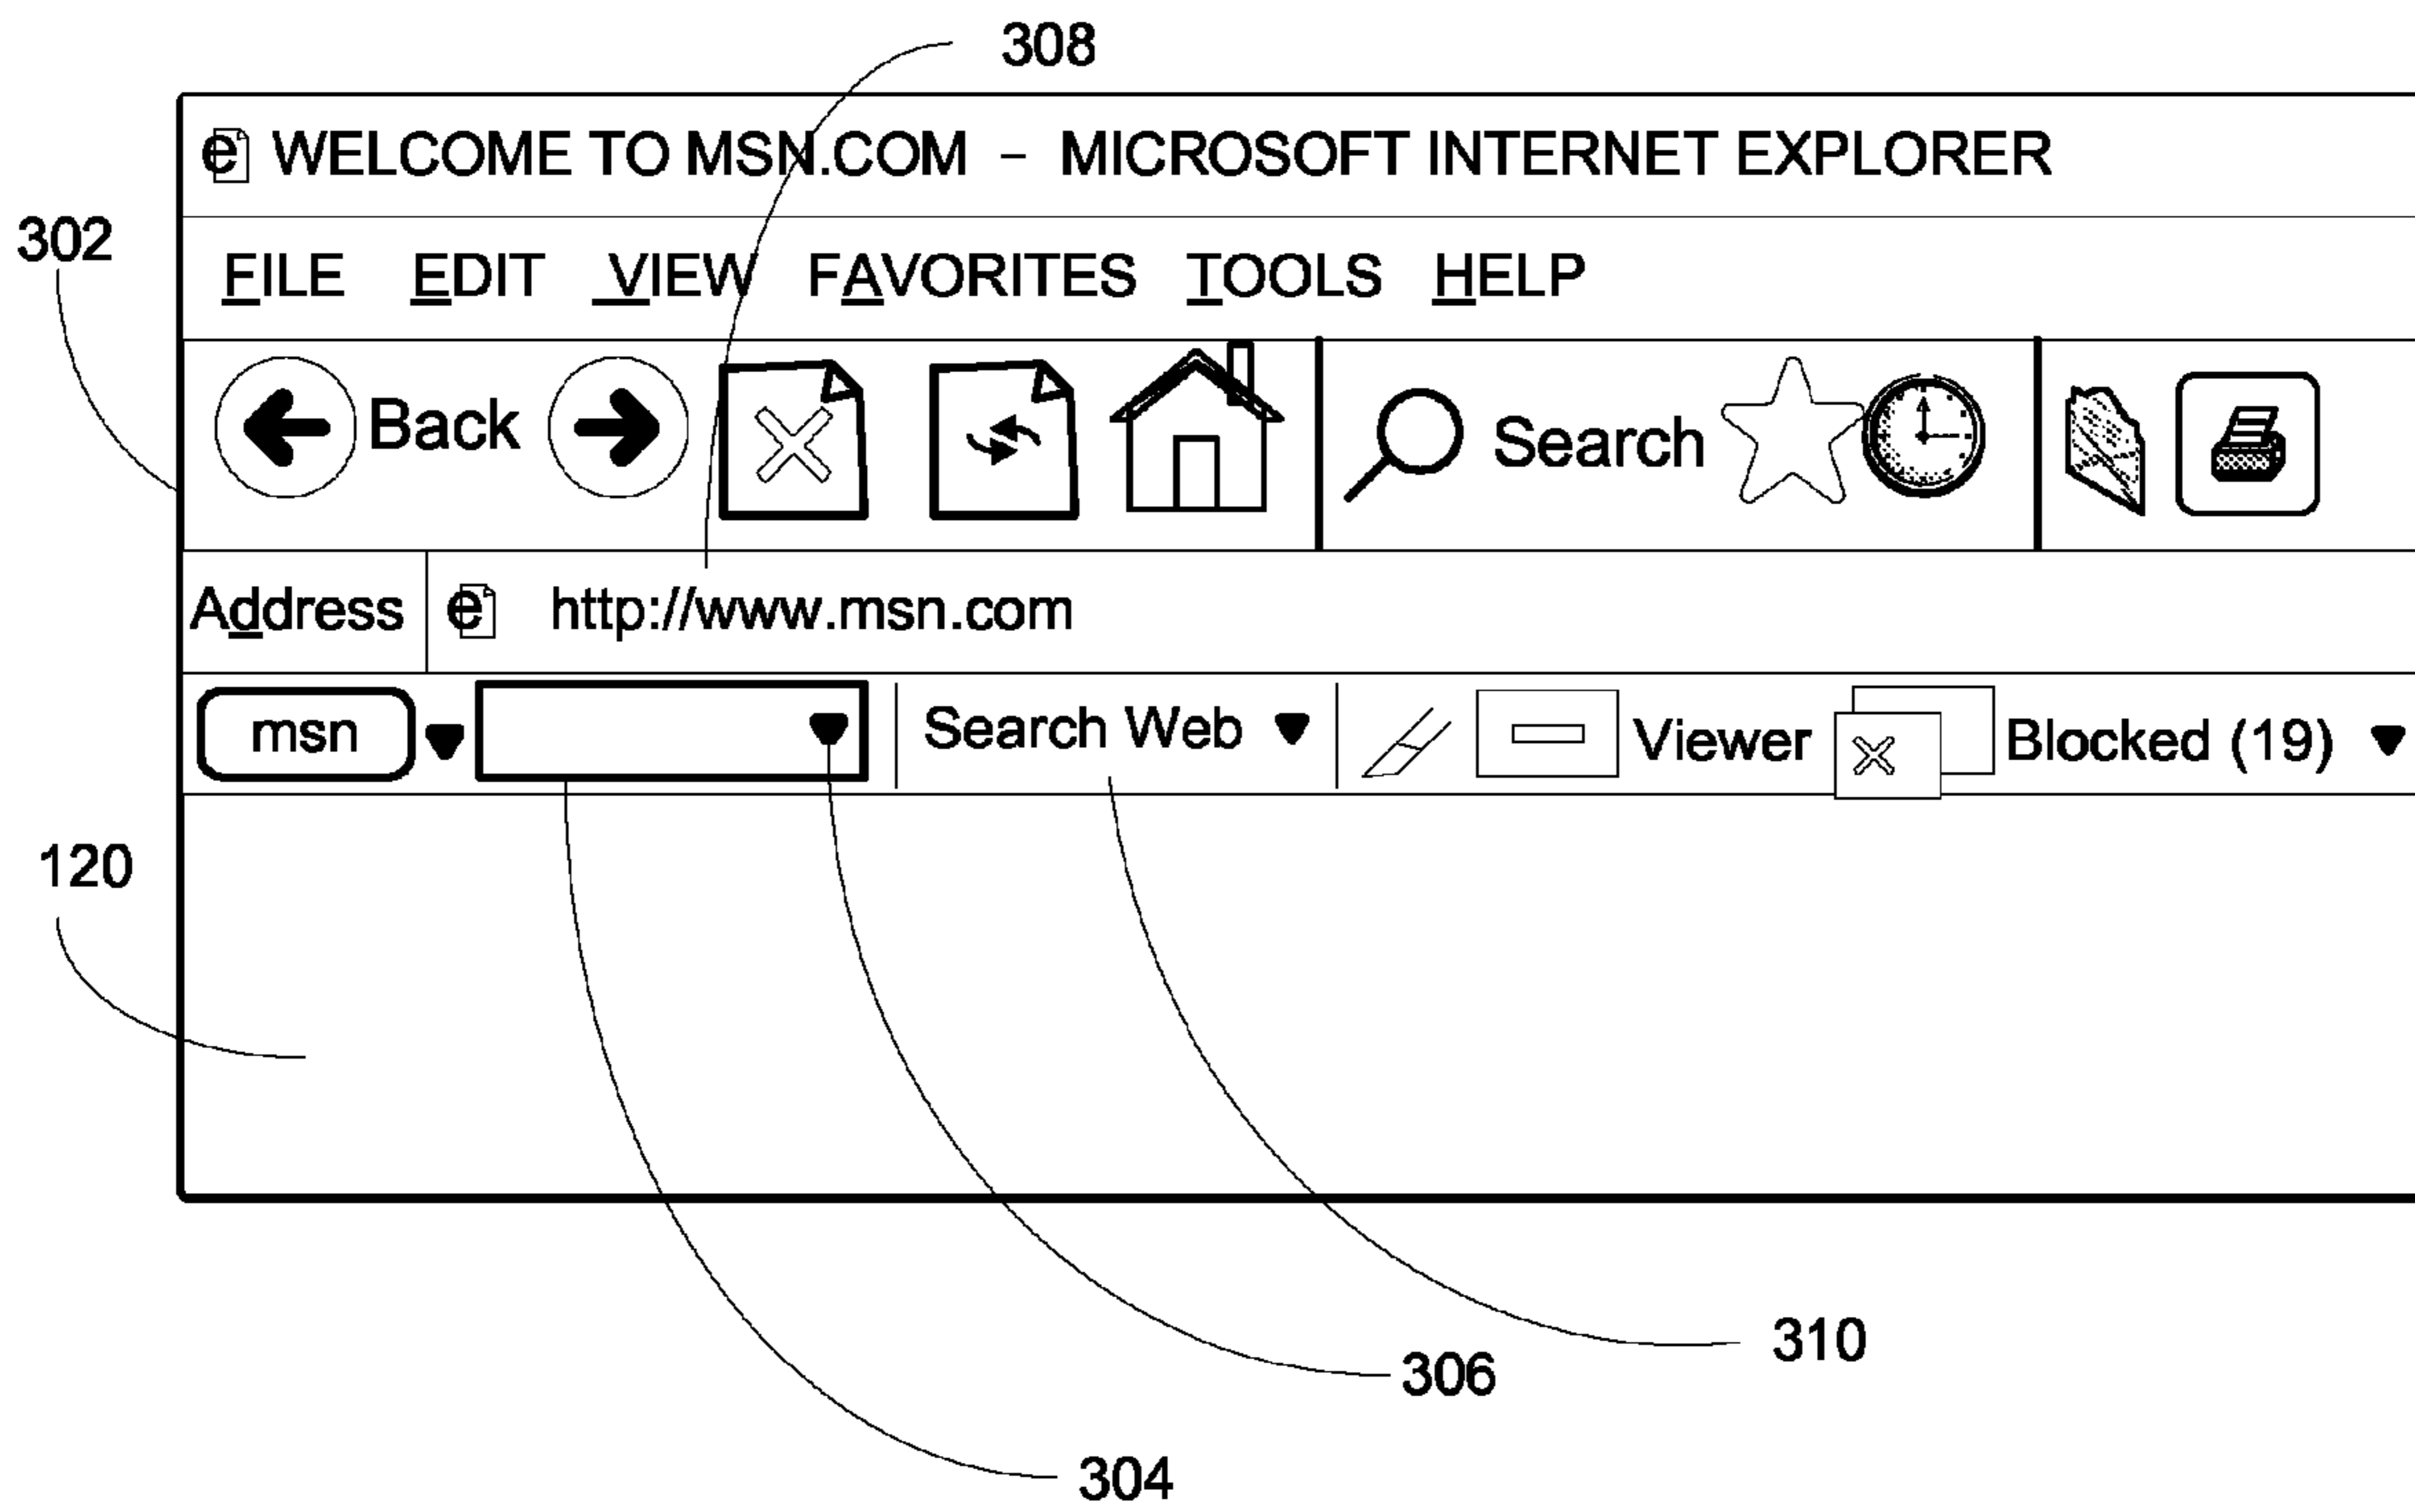 308
e WELCOME TO MSN.COM – MICROSOFT INTERNET EXPLORER
302
FILE EDIT VIEW FAVORITES TOOLS HELP
Back Search
Address e http://www.msn.com
msn Search Web Viewer Blocked (19)
120
310
306
304